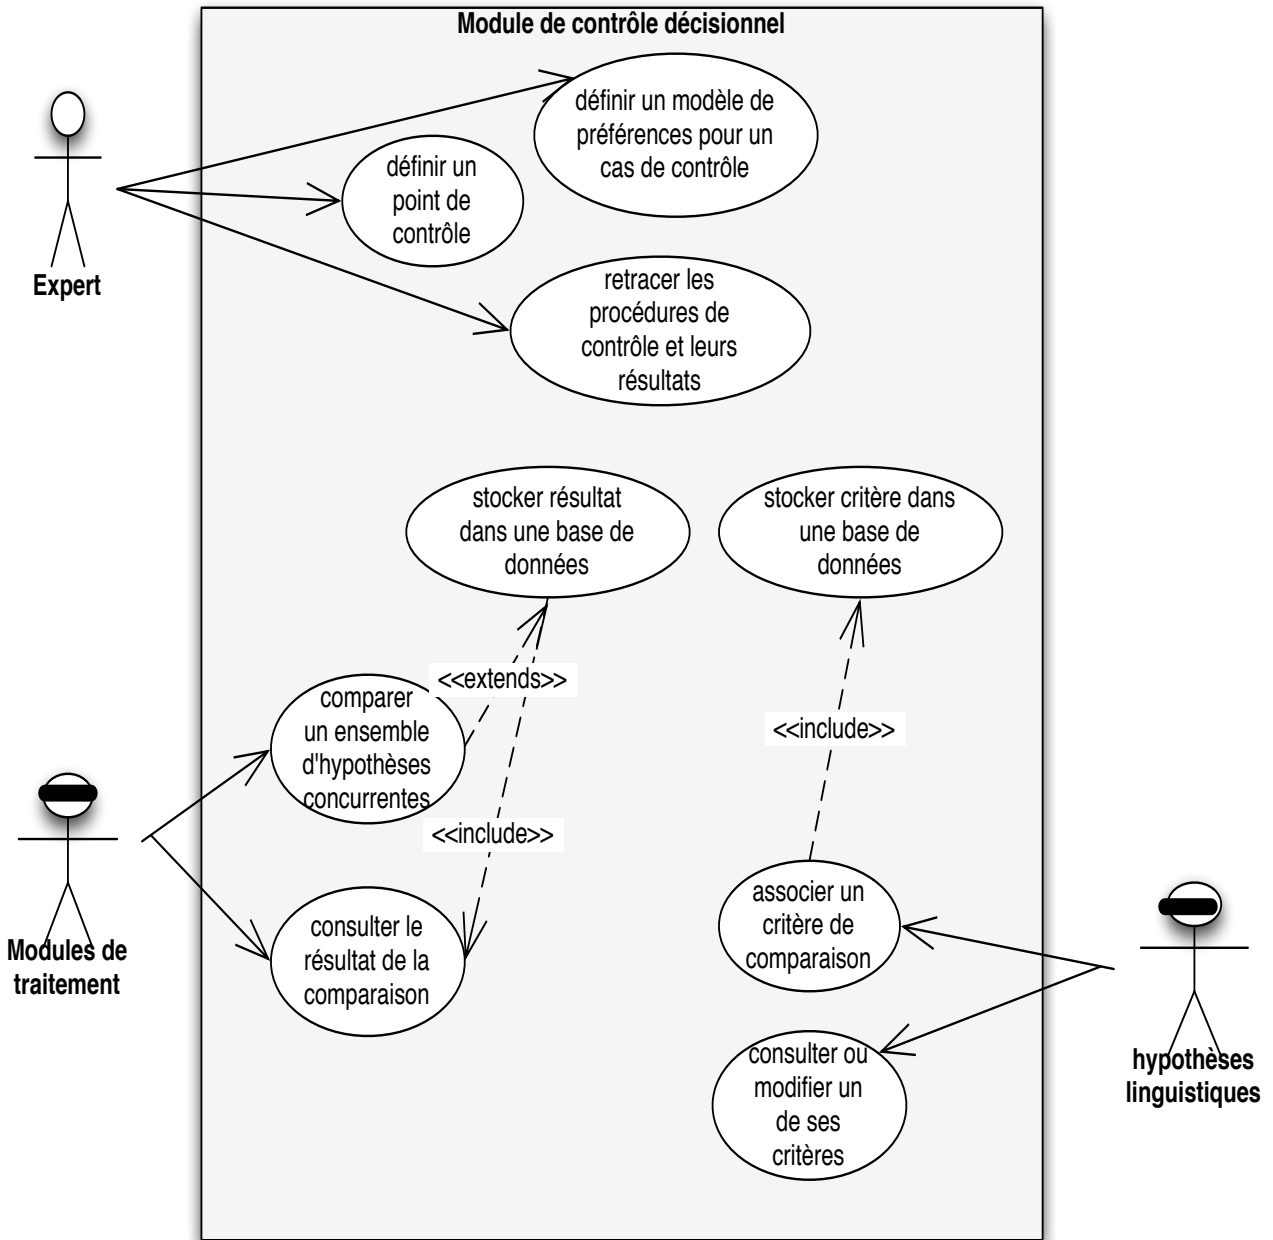 Module de contrôle décisionnel
définir un modèle de
préférences pour un
cas de contrôle
définir un
point de
contrôle
Expert
retracer les
procédures de
contrôle et leurs
résultats
stocker résultat
dans une base de
données
stocker critère dans
une base de
données
<<extends>>
comparer
un ensemble
d'hypothèses
concurrentes
<<include>>
<<include>>
Modules de
traitement
consulter le
résultat de la
comparaison
associer un
critère de
comparaison
consulter ou
modifier un
de ses
critères
hypothèses
linguistiques